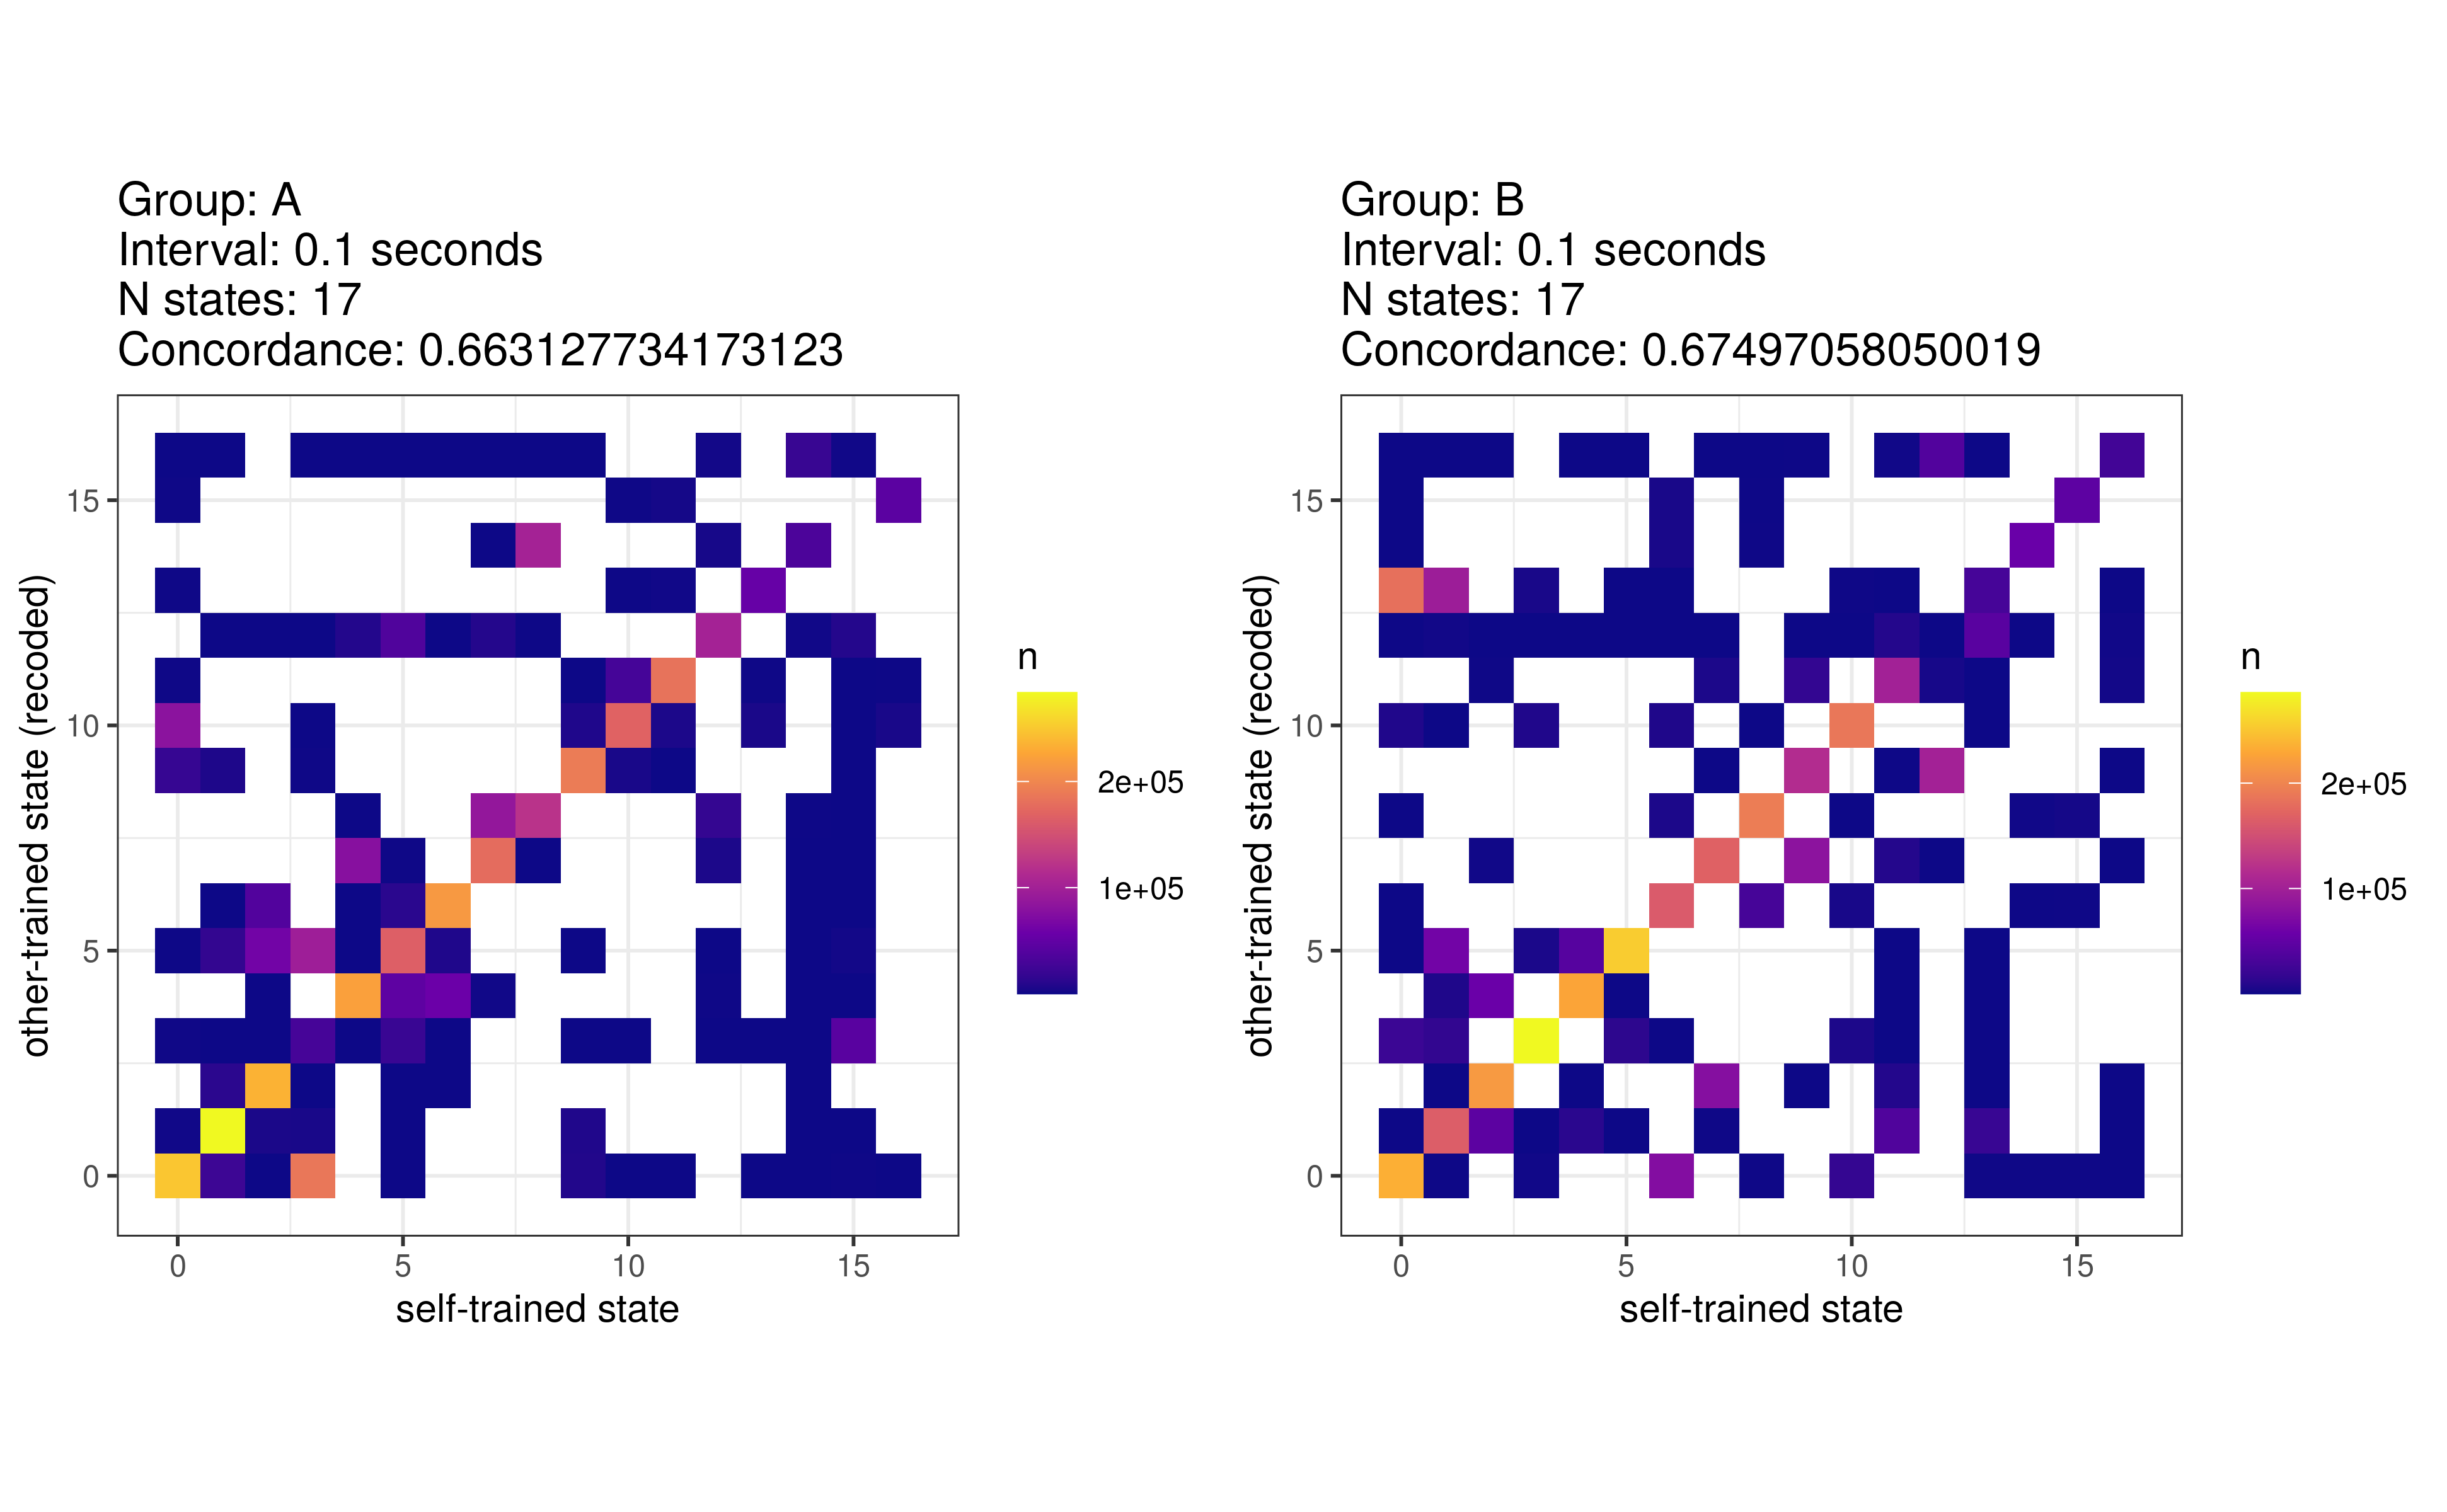 Group: A
Interval: 0.1 seconds
N states: 17
Concordance: 0.663127734173123
15
10
5
0
0
5
10
15
other-trained state (recoded)
self-trained state
n
2e+05
1e+05
Group: B
Interval: 0.1 seconds
N states: 17
Concordance: 0.67497058050019
15
10
5
0
0
5
10
15
other-trained state (recoded)
self-trained state
n
2e+05
1e+05